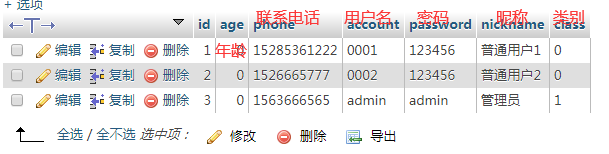 + 选项
联系电话 用户名 密码 昵称 类别
←T→ id age phone account password nickname class
编辑 复制 删除 1 年龄 15285361222 0001 123456 普通用户1 0
编辑 复制 删除 2 0 1526665777 0002 123456 普通用户2 0
编辑 复制 删除 3 0 1563666565 admin admin 管理员 1
全选 / 全不选 选中项: 修改 删除 导出